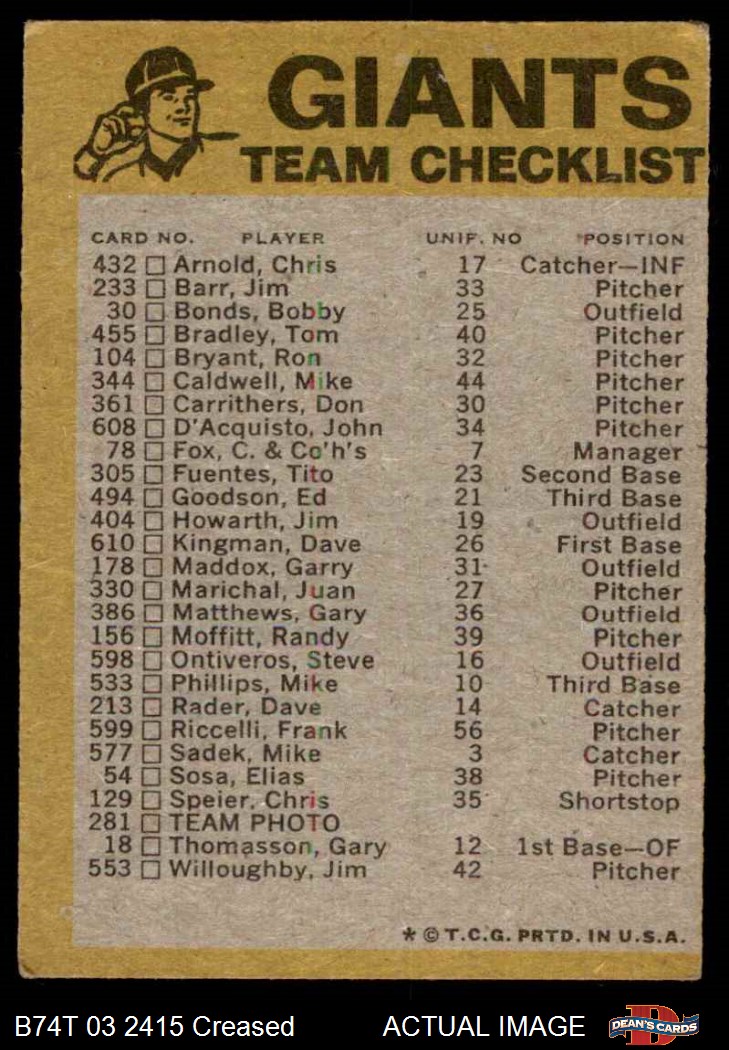 GIANTS
TEAM CHECKLIST
CARD NO. PLAYER UNIF. NO POSITION
432 Arnold, Chris 17 Catcher—INF
233 Barr, Jim 33 Pitcher
30 Bonds, Bobby 25 Outfield
455 Bradley, Tom 40 Pitcher
104 Bryant, Ron 32 Pitcher
344 Caldwell, Mike 44 Pitcher
361 Carrithers, Don 30 Pitcher
608 D'Acquisto, John 34 Pitcher
78 Fox, C. & Co'h's 7 Manager
305 Fuentes, Tito 23 Second Base
494 Goodson, Ed 21 Third Base
404 Howarth, Jim 19 Outfield
610 Kingman, Dave 26 First Base
178 Maddox, Garry 31 Outfield
330 Marichal, Juan 27 Pitcher
386 Matthews, Gary 36 Outfield
156 Moffitt, Randy 39 Pitcher
598 Ontiveros, Steve 16 Outfield
533 Phillips, Mike 10 Third Base
213 Rader, Dave 14 Catcher
599 Riccelli, Frank 56 Pitcher
577 Sadek, Mike 3 Catcher
54 Sosa, Elias 38 Pitcher
129 Speier, Chris 35 Shortstop
281 TEAM PHOTO
18 Thomasson, Gary 12 1st Base—OF
553 Willoughby, Jim 42 Pitcher
* © T.C.G. PRTD. IN U.S.A.
B74T 03 2415 Creased ACTUAL IMAGE DEAN'S CARDS